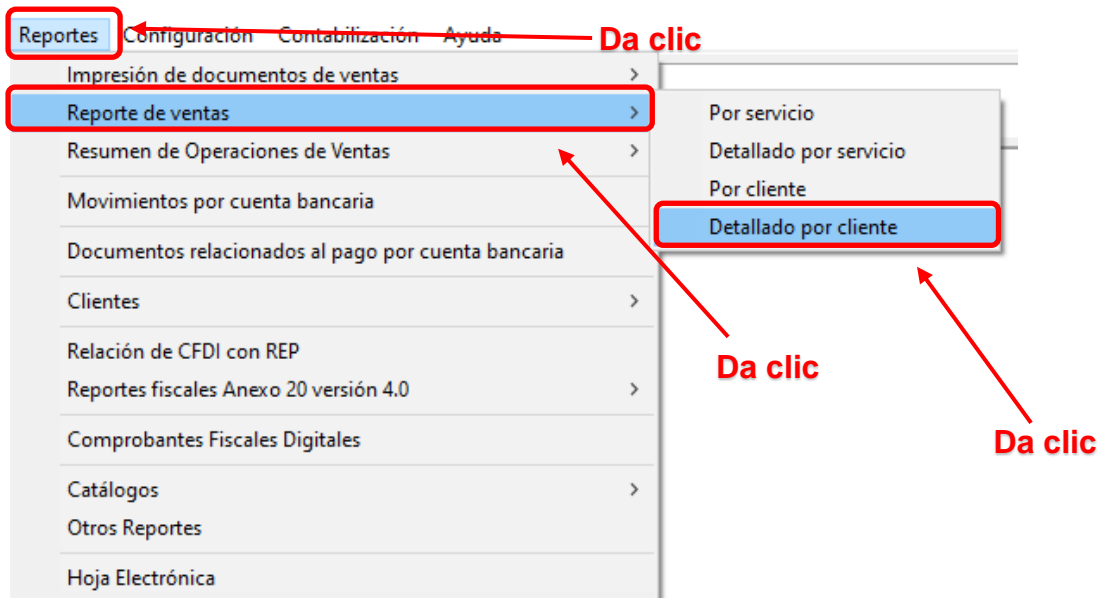 Reportes Configuración Contabilización Ayuda Da clic
Impresión de documentos de ventas >
Reporte de ventas > Por servicio
Resumen de Operaciones de Ventas > Detallado por servicio
Por cliente
Movimientos por cuenta bancaria
Detallado por cliente
Documentos relacionados al pago por cuenta bancaria
Clientes >
Relación de CFDI con REP
Da clic
Reportes fiscales Anexo 20 versión 4.0 >
Comprobantes Fiscales Digitales
Da clic
Catálogos >
Otros Reportes
Hoja Electrónica